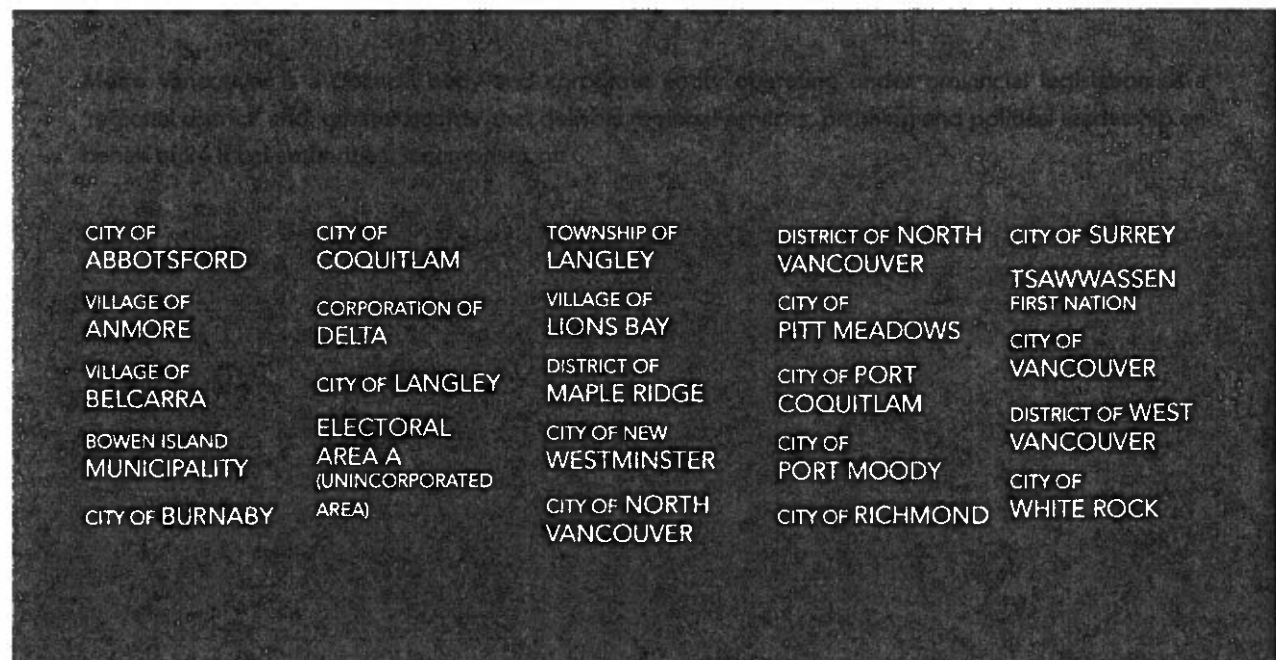 CITY OF
ABBOTSFORD
VILLAGE OF
ANMORE
VILLAGE OF
BELCARRA
BOWEN ISLAND
MUNICIPALITY
CITY OF BURNABY
CITY OF
COQUITLAM
CORPORATION OF
DELTA
CITY OF LANGLEY
ELECTORAL
AREA A
(UNINCORPORATED
AREA)
TOWNSHIP OF
LANGLEY
VILLAGE OF
LIONS BAY
DISTRICT OF
MAPLE RIDGE
CITY OF NEW
WESTMINSTER
CITY OF NORTH
VANCOUVER
DISTRICT OF NORTH
VANCOUVER
CITY OF
PITT MEADOWS
CITY OF PORT
COQUITLAM
CITY OF
PORT MOODY
CITY OF RICHMOND
CITY OF SURREY
TSAWWASSEN
FIRST NATION
CITY OF
VANCOUVER
DISTRICT OF WEST
VANCOUVER
CITY OF
WHITE ROCK